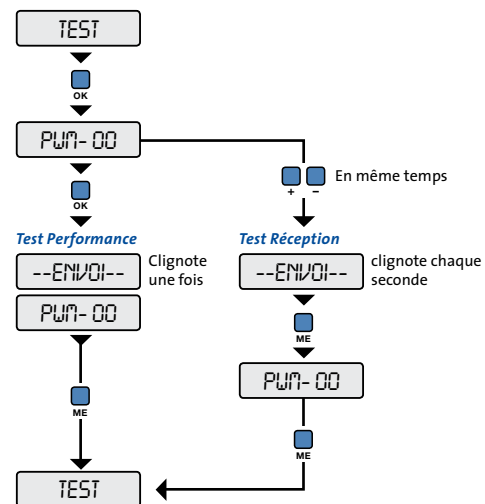 TEST
OK
PWM-00
+ -
En même temps
OK
Test Performance
--ENVOI--
Clignote
une fois
PWM-00
ME
Test Réception
--ENVOI--
clignote chaque
seconde
ME
PWM-00
ME
TEST